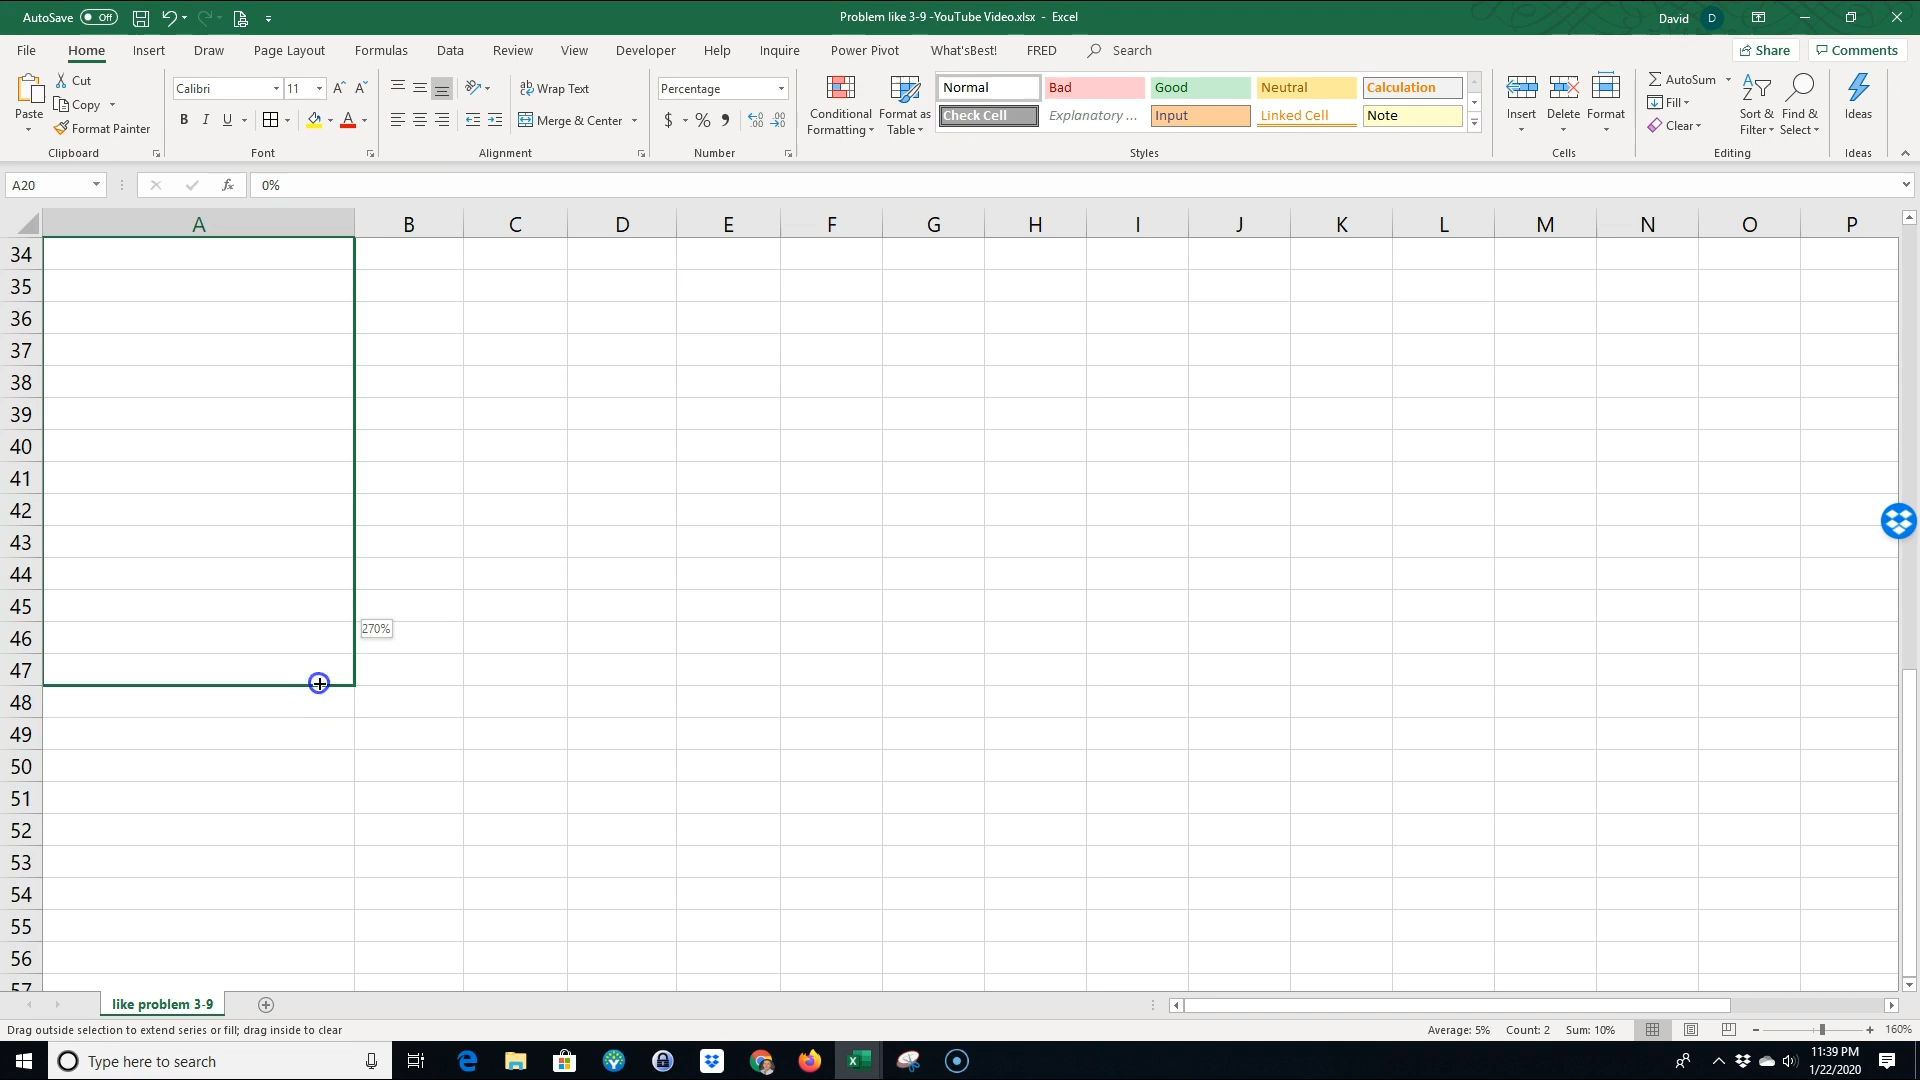 AutoSave Off
Problem like 3-9 -YouTube Video.xlsx - Excel
David D
File Home Insert Draw Page Layout Formulas Data Review View Developer Help Inquire Power Pivot What'sBest! FRED Search
Share Comments
Paste
Cut
Copy
Format Painter
Clipboard
Calibri 11
B I U
Font
Wrap Text
Merge & Center
Alignment
Percentage
$ % 9
Number
Conditional Formatting
Format as Table
Normal Bad Good Neutral Calculation
Check Cell Explanatory ... Input Linked Cell Note
Styles
Insert Delete Format
Cells
AutoSum
Fill
Clear
Sort & Filter
Find & Select
Editing
Ideas
Ideas
A20 fx 0%
A B C D E F G H I J K L M N O P
34
35
36
37
38
39
40
41
42
43
44
45
46
270%
47
48
49
50
51
52
53
54
55
56
57
like problem 3-9
Drag outside selection to extend series or fill; drag inside to clear
Average: 5% Count: 2 Sum: 10%
160%
Type here to search
11:39 PM
1/22/2020